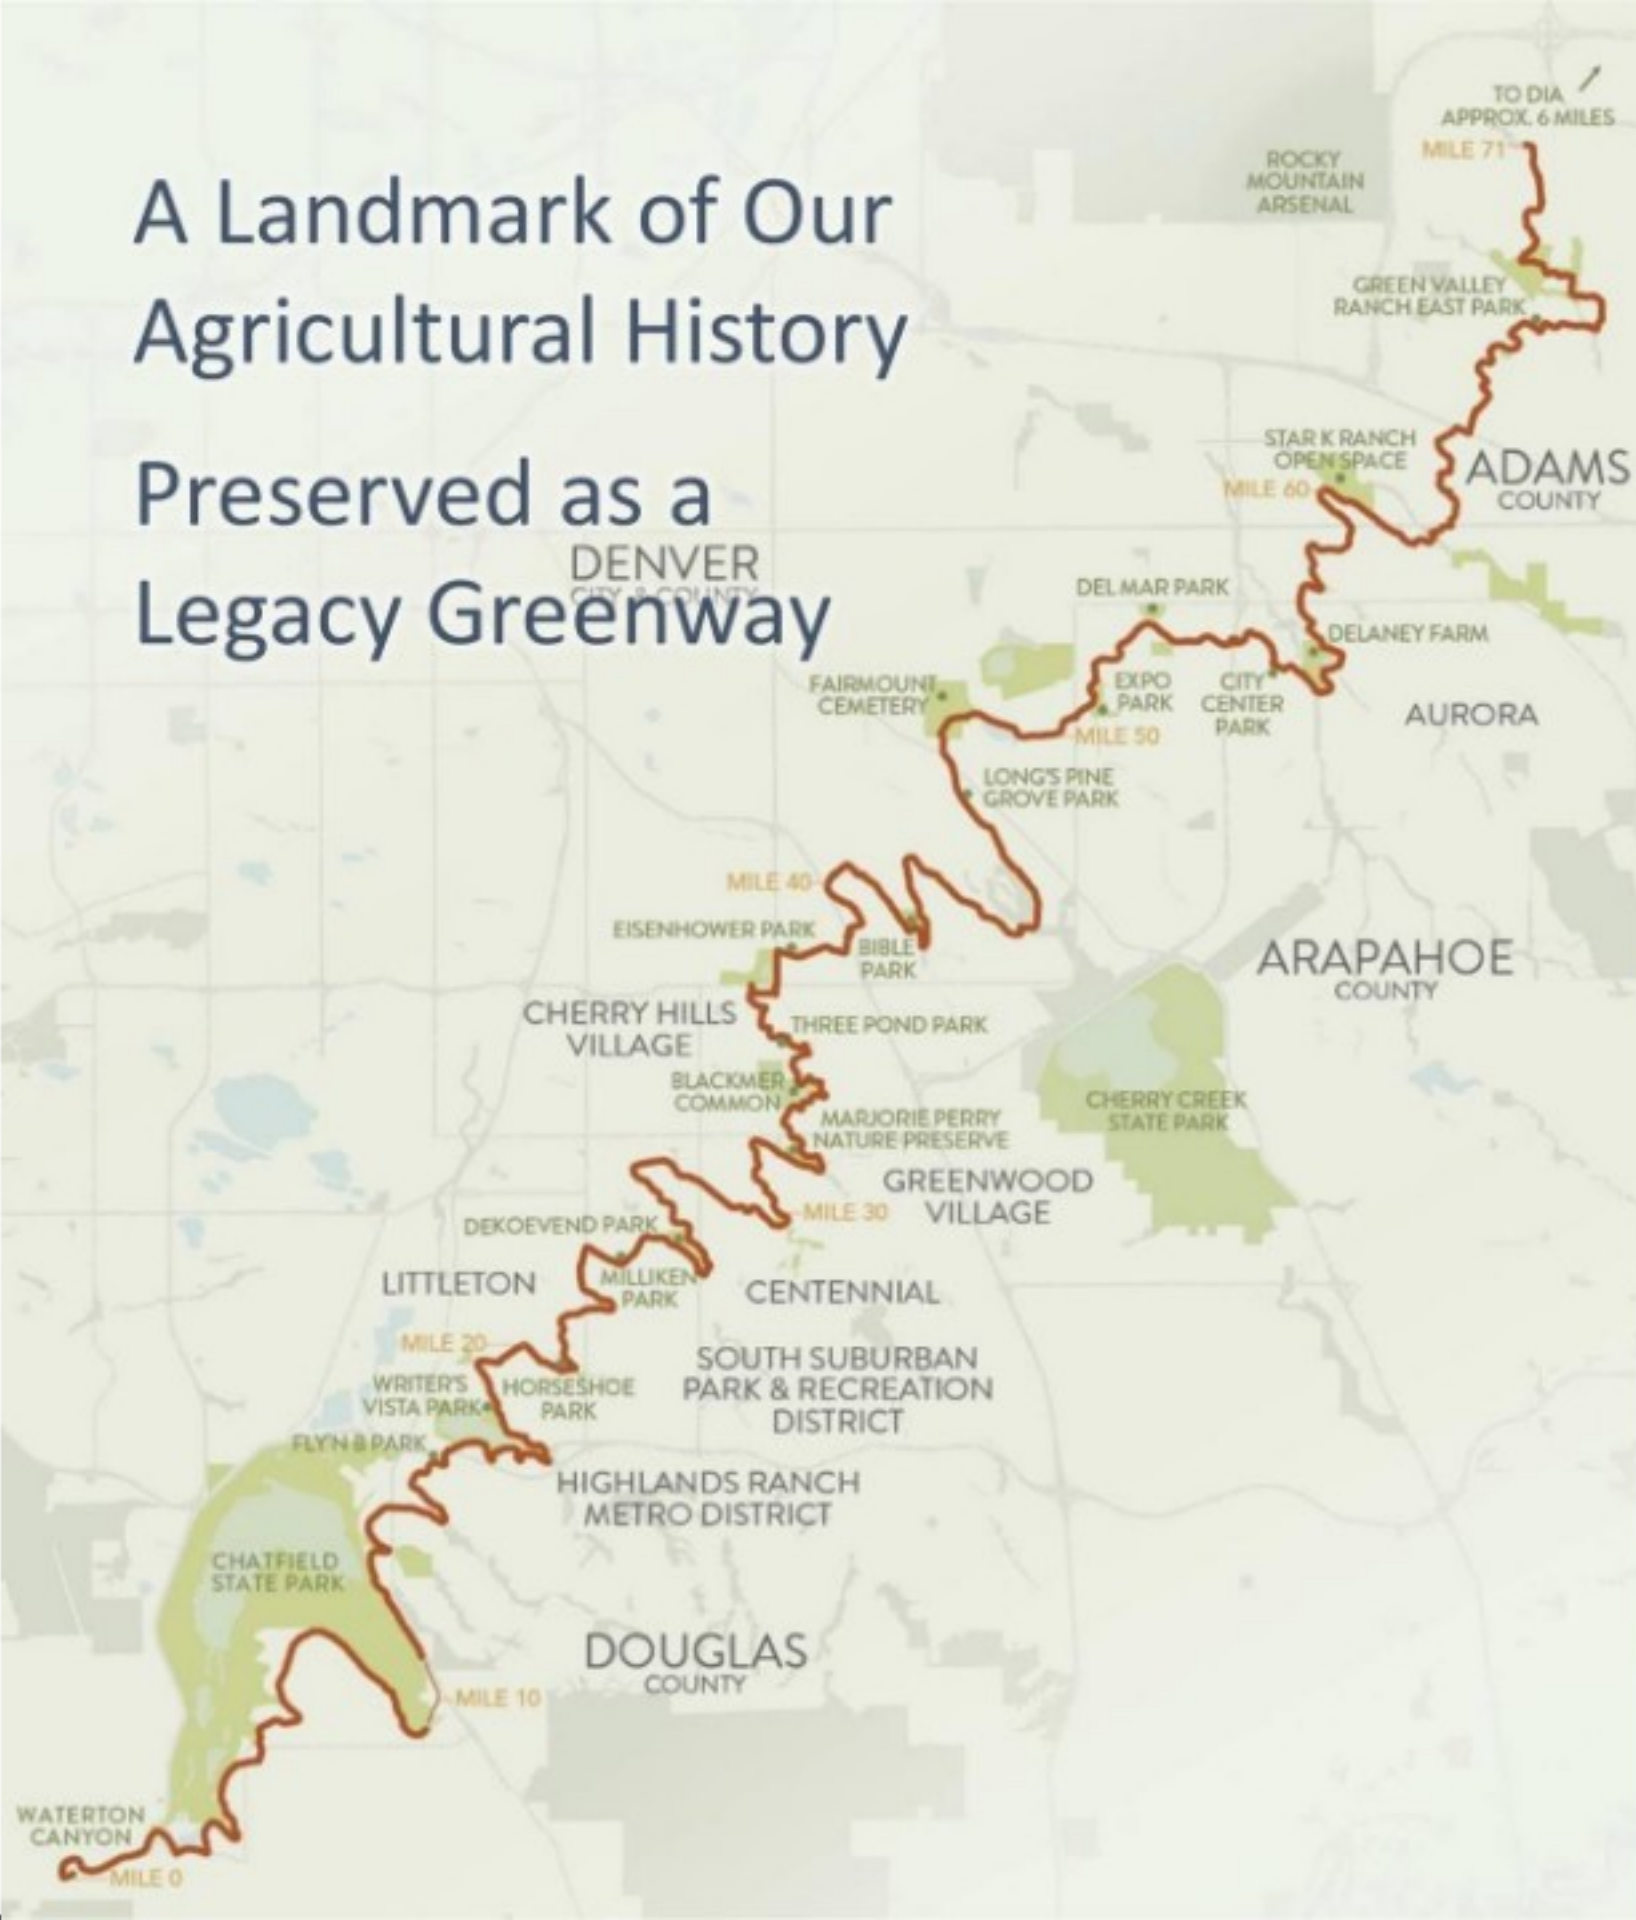 A Landmark of Our
Agricultural History
Preserved as a
Legacy Greenway
TO DIA
APPROX. 6 MILES
MILE 71
ROCKY
MOUNTAIN
ARSENAL
GREEN VALLEY
RANCH EAST PARK
STAR K RANCH
OPEN SPACE
MILE 60
ADAMS
COUNTY
DENVER
CITY & COUNTY
DEL MAR PARK
DELANEY FARM
FAIRMOUNT
CEMETERY
EXPO
PARK
CITY
CENTER
PARK
AURORA
MILE 50
LONG'S PINE
GROVE PARK
MILE 40
EISENHOWER PARK
BIBLE
PARK
ARAPAHOE
COUNTY
CHERRY HILLS
VILLAGE
THREE POND PARK
BLACKMER
COMMON
CHERRY CREEK
STATE PARK
MARJORIE PERRY
NATURE PRESERVE
GREENWOOD
VILLAGE
MILE 30
DEKOEVEND PARK
LITTLETON
MILLIKEN
PARK
CENTENNIAL
MILE 20
SOUTH SUBURBAN
PARK & RECREATION
DISTRICT
WRITER'S
VISTA PARK
HORSESHOE
PARK
FLY'N B PARK
HIGHLANDS RANCH
METRO DISTRICT
CHATFIELD
STATE PARK
DOUGLAS
COUNTY
MILE 10
WATERTON
CANYON
MILE 0